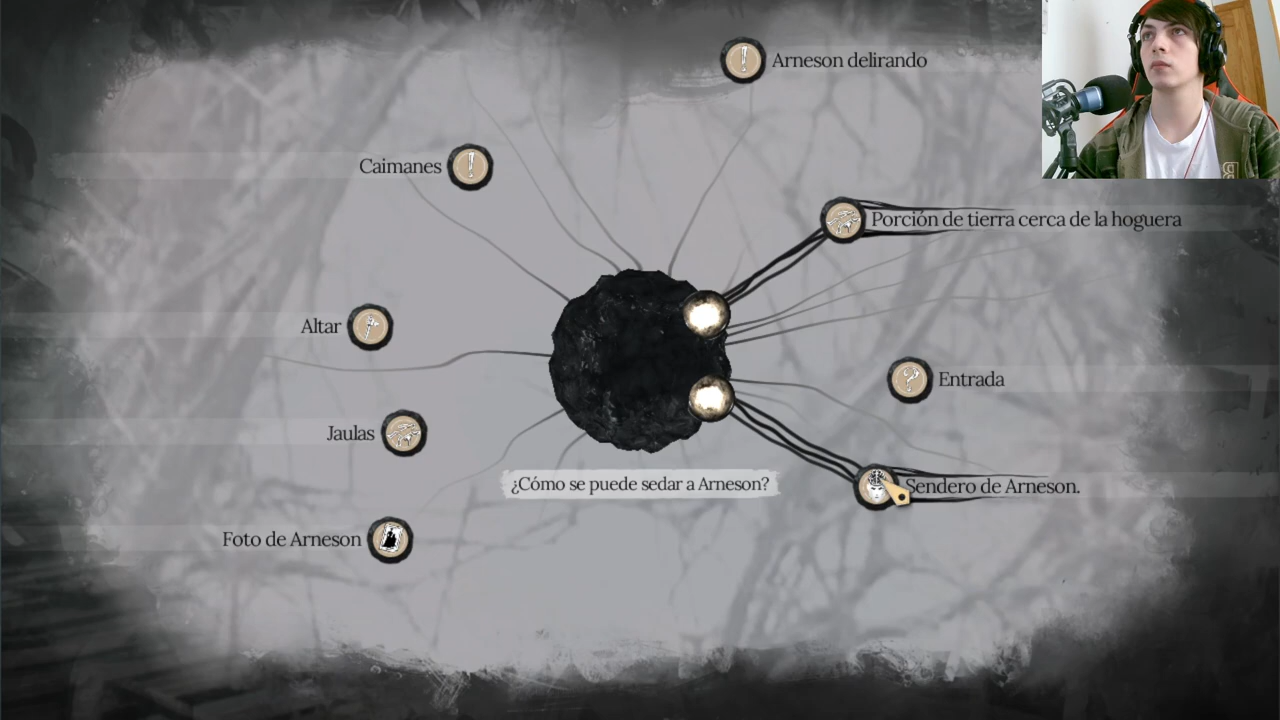 Arneson delirando
Caimanes
Porción de tierra cerca de la hoguera
Altar
Entrada
Jaulas
¿Cómo se puede sedar a Arneson?
Sendero de Arneson.
Foto de Arneson